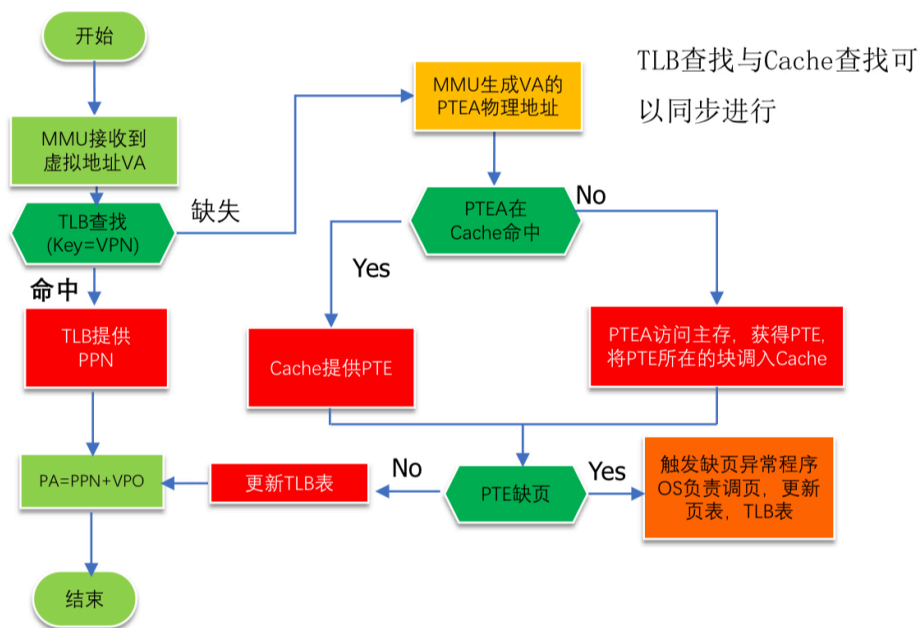 开始
MMU接收到
虚拟地址VA
TLB查找
(Key=VPN)
缺失
命中
TLB提供
PPN
PA=PPN+VPO
结束
MMU生成VA的
PTEA物理地址
PTEA在
Cache命中
No
Yes
Cache提供PTE
PTEA访问主存，获得PTE,
将PTE所在的块调入Cache
PTE缺页
No
更新TLB表
Yes
触发缺页异常程序
OS负责调页，更新
页表，TLB表
TLB查找与Cache查找可
以同步进行